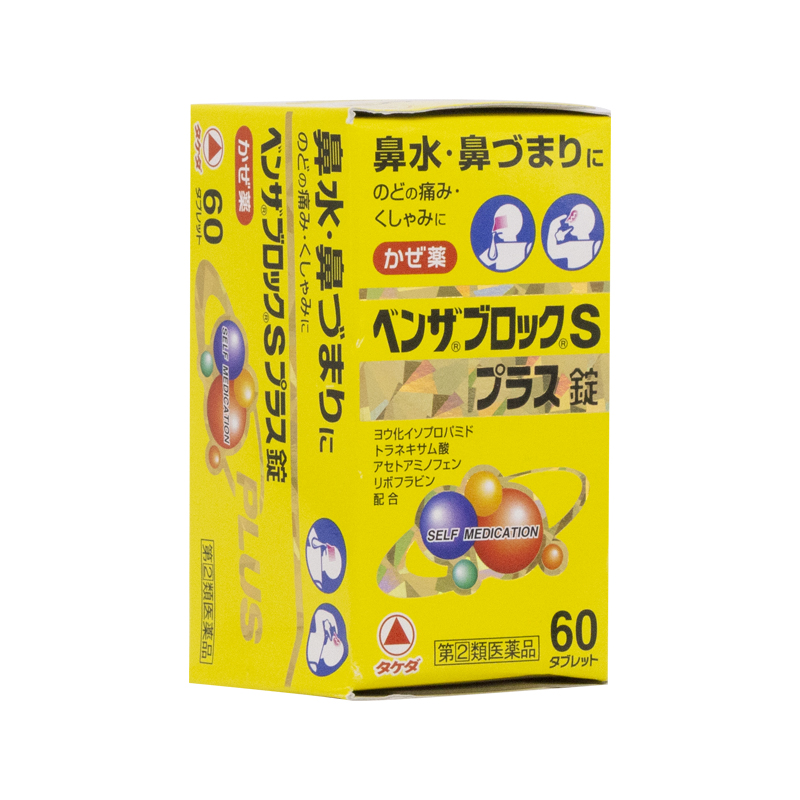 鼻水・鼻づまりに
のどの痛み・
くしゃみに
かぜ薬
ベンザ®ブロック®S
プラス錠
ヨウ化イソプロパミド
トラネキサム酸
アセトアミノフェン
リボフラビン
配合
SELF MEDICATION
タケダ
第②類医薬品
60
タブレット
鼻水・鼻づまりに
のどの痛み・くしゃみに
ベンザ®ブロック®Sプラス錠
かぜ薬
タケダ
60
タブレット
SELF MEDICATION
PLUS
第②類医薬品